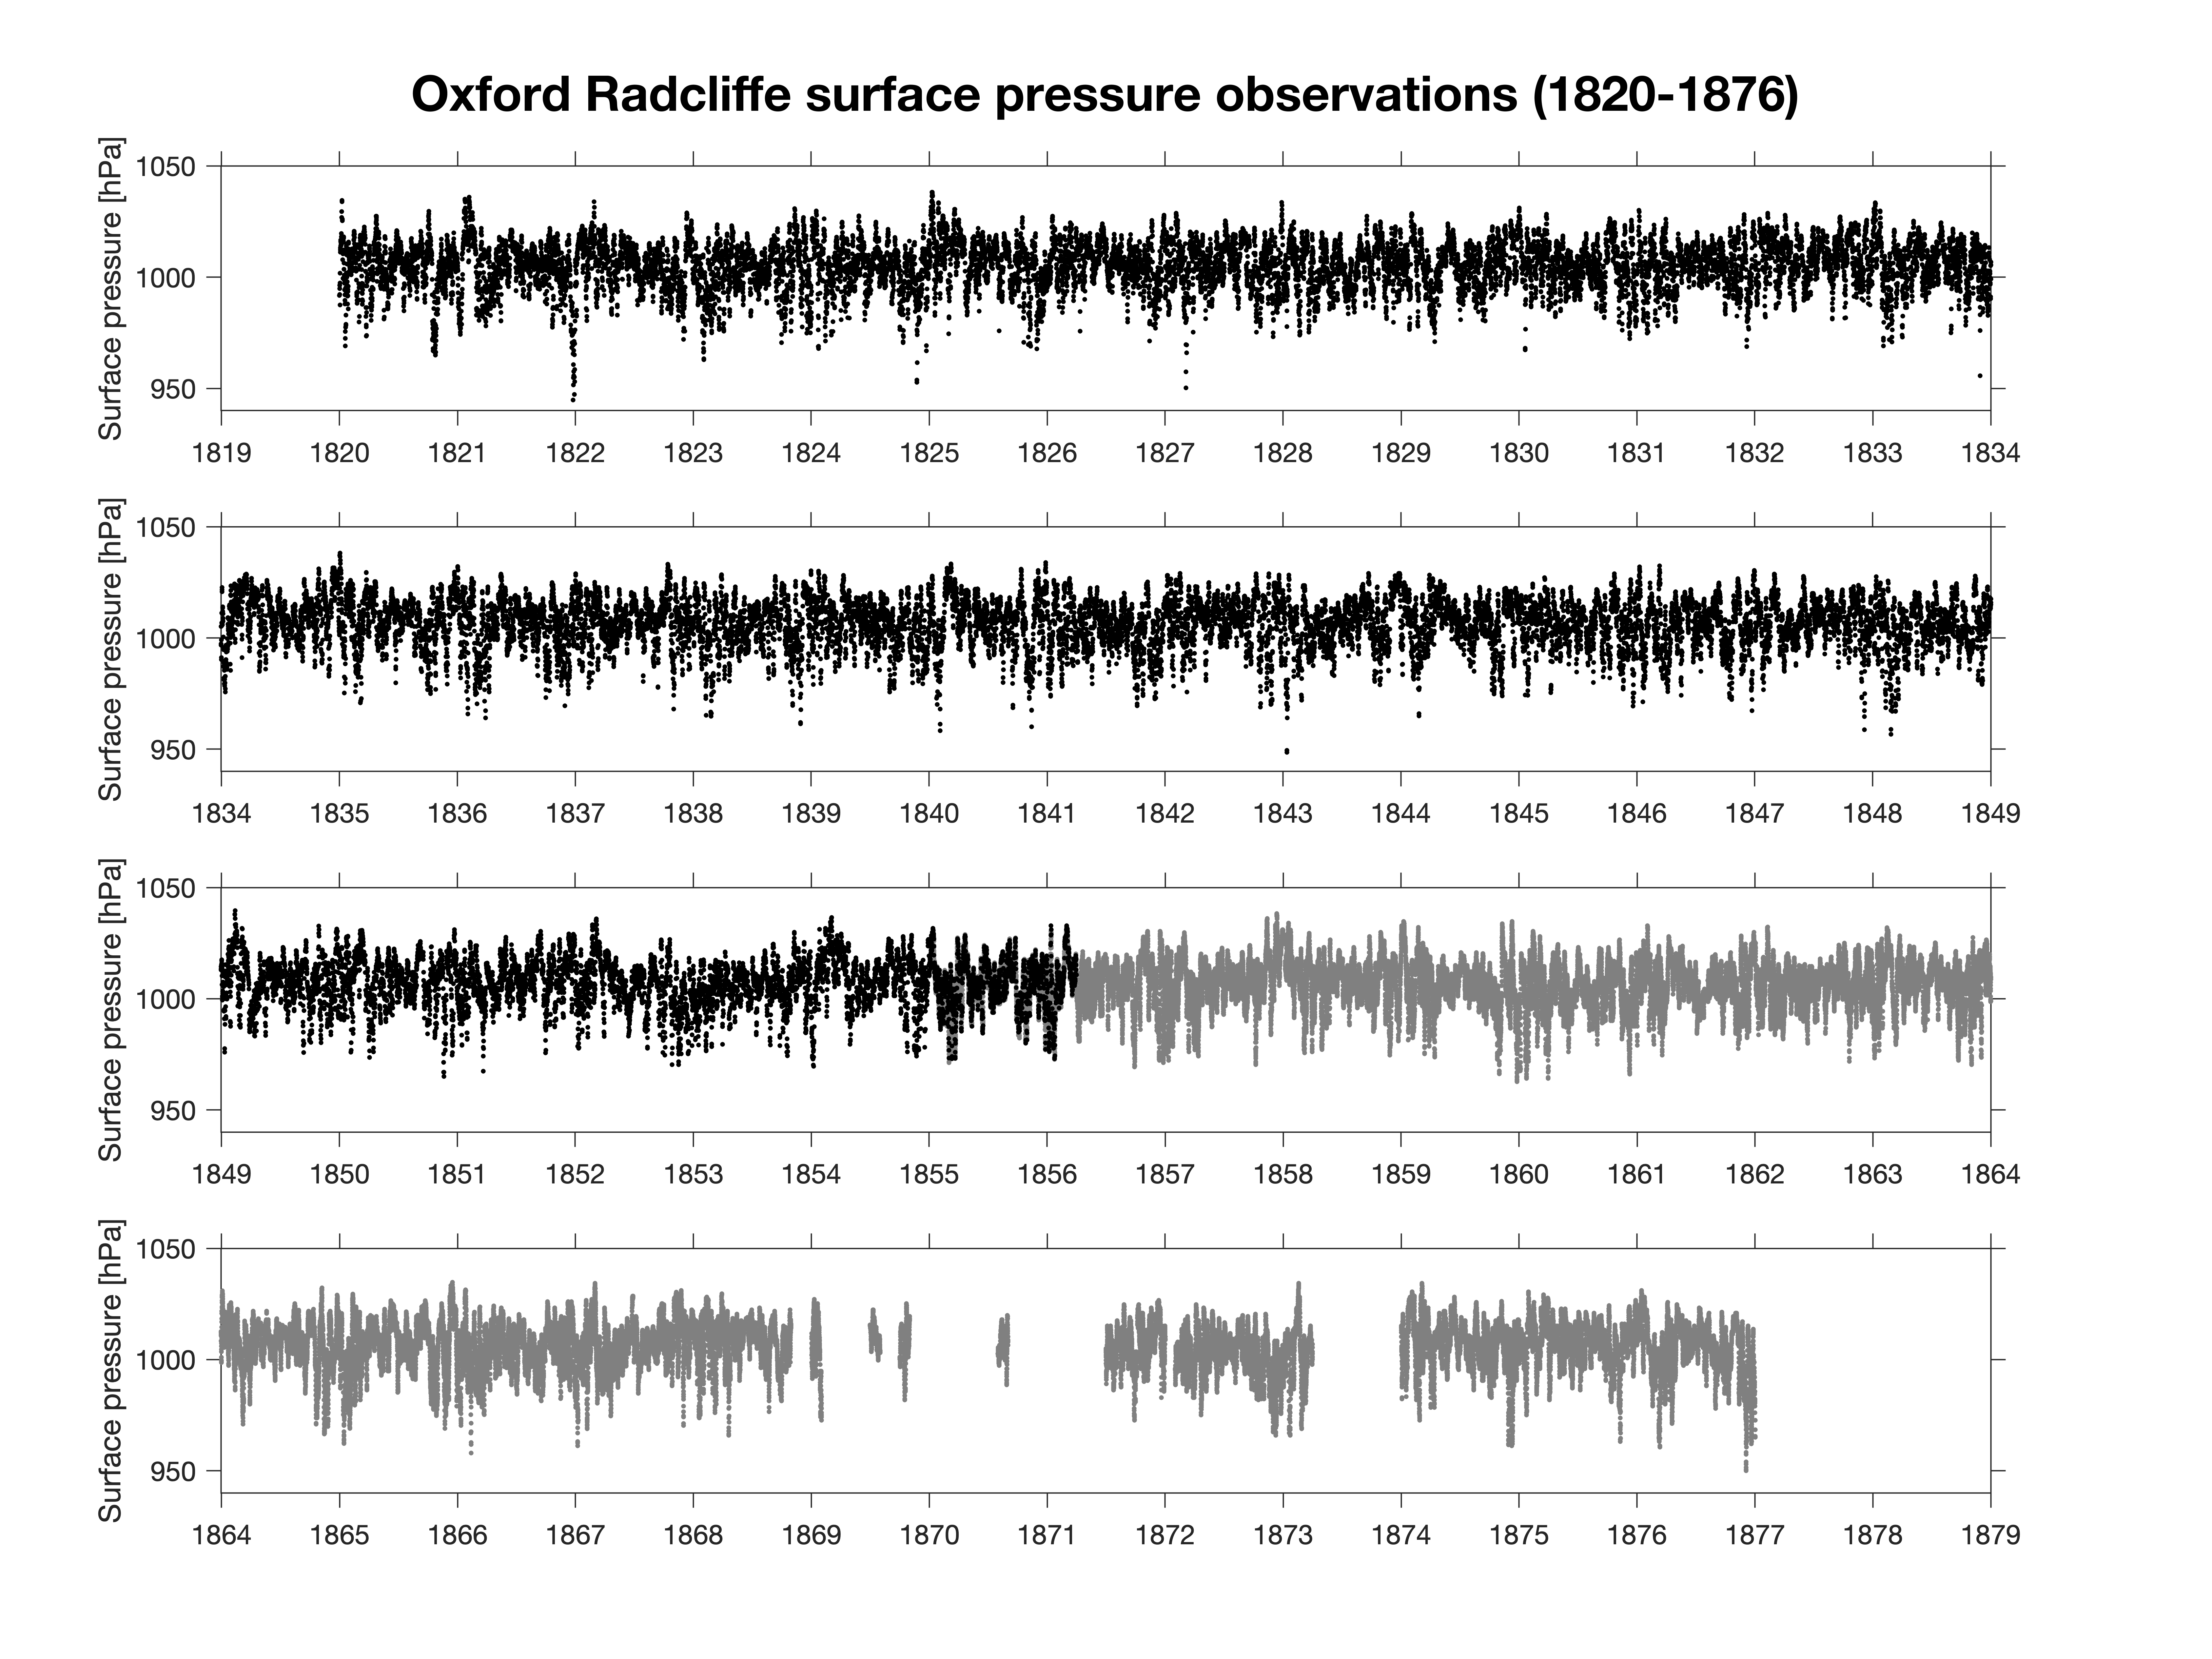 Oxford Radcliffe surface pressure observations (1820-1876)
Surface pressure [hPa]
1050
1000
950
1819 1820 1821 1822 1823 1824 1825 1826 1827 1828 1829 1830 1831 1832 1833 1834
Surface pressure [hPa]
1050
1000
950
1834 1835 1836 1837 1838 1839 1840 1841 1842 1843 1844 1845 1846 1847 1848 1849
Surface pressure [hPa]
1050
1000
950
1849 1850 1851 1852 1853 1854 1855 1856 1857 1858 1859 1860 1861 1862 1863 1864
Surface pressure [hPa]
1050
1000
950
1864 1865 1866 1867 1868 1869 1870 1871 1872 1873 1874 1875 1876 1877 1878 1879